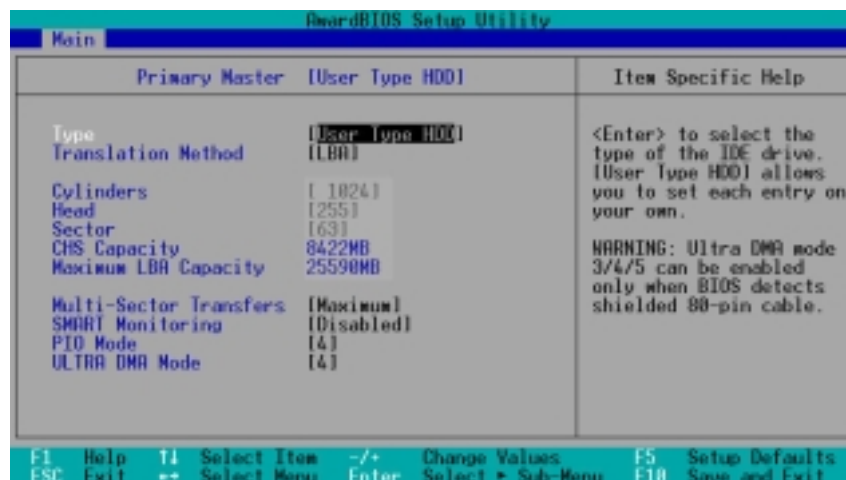 AwardBIOS Setup Utility
Main
Primary Master [User Type HDD]
Item Specific Help
Type [User Type HDD]
Translation Method [LBA]
Cylinders [ 1024]
Head [255]
Sector [63]
CHS Capacity 8422MB
Maximum LBA Capacity 25590MB
Multi-Sector Transfers [Maximum]
SMART Monitoring [Disabled]
PIO Mode [4]
ULTRA DMA Mode [4]
<Enter> to select the
type of the IDE drive.
[User Type HDD] allows
you to set each entry on
your own.
WARNING: Ultra DMA mode
3/4/5 can be enabled
only when BIOS detects
shielded 80-pin cable.
F1 Help ↑↓ Select Item -/+ Change Values F5 Setup Defaults
ESC Exit ↔ Select Menu Enter Select ► Sub-Menu F10 Save and Exit